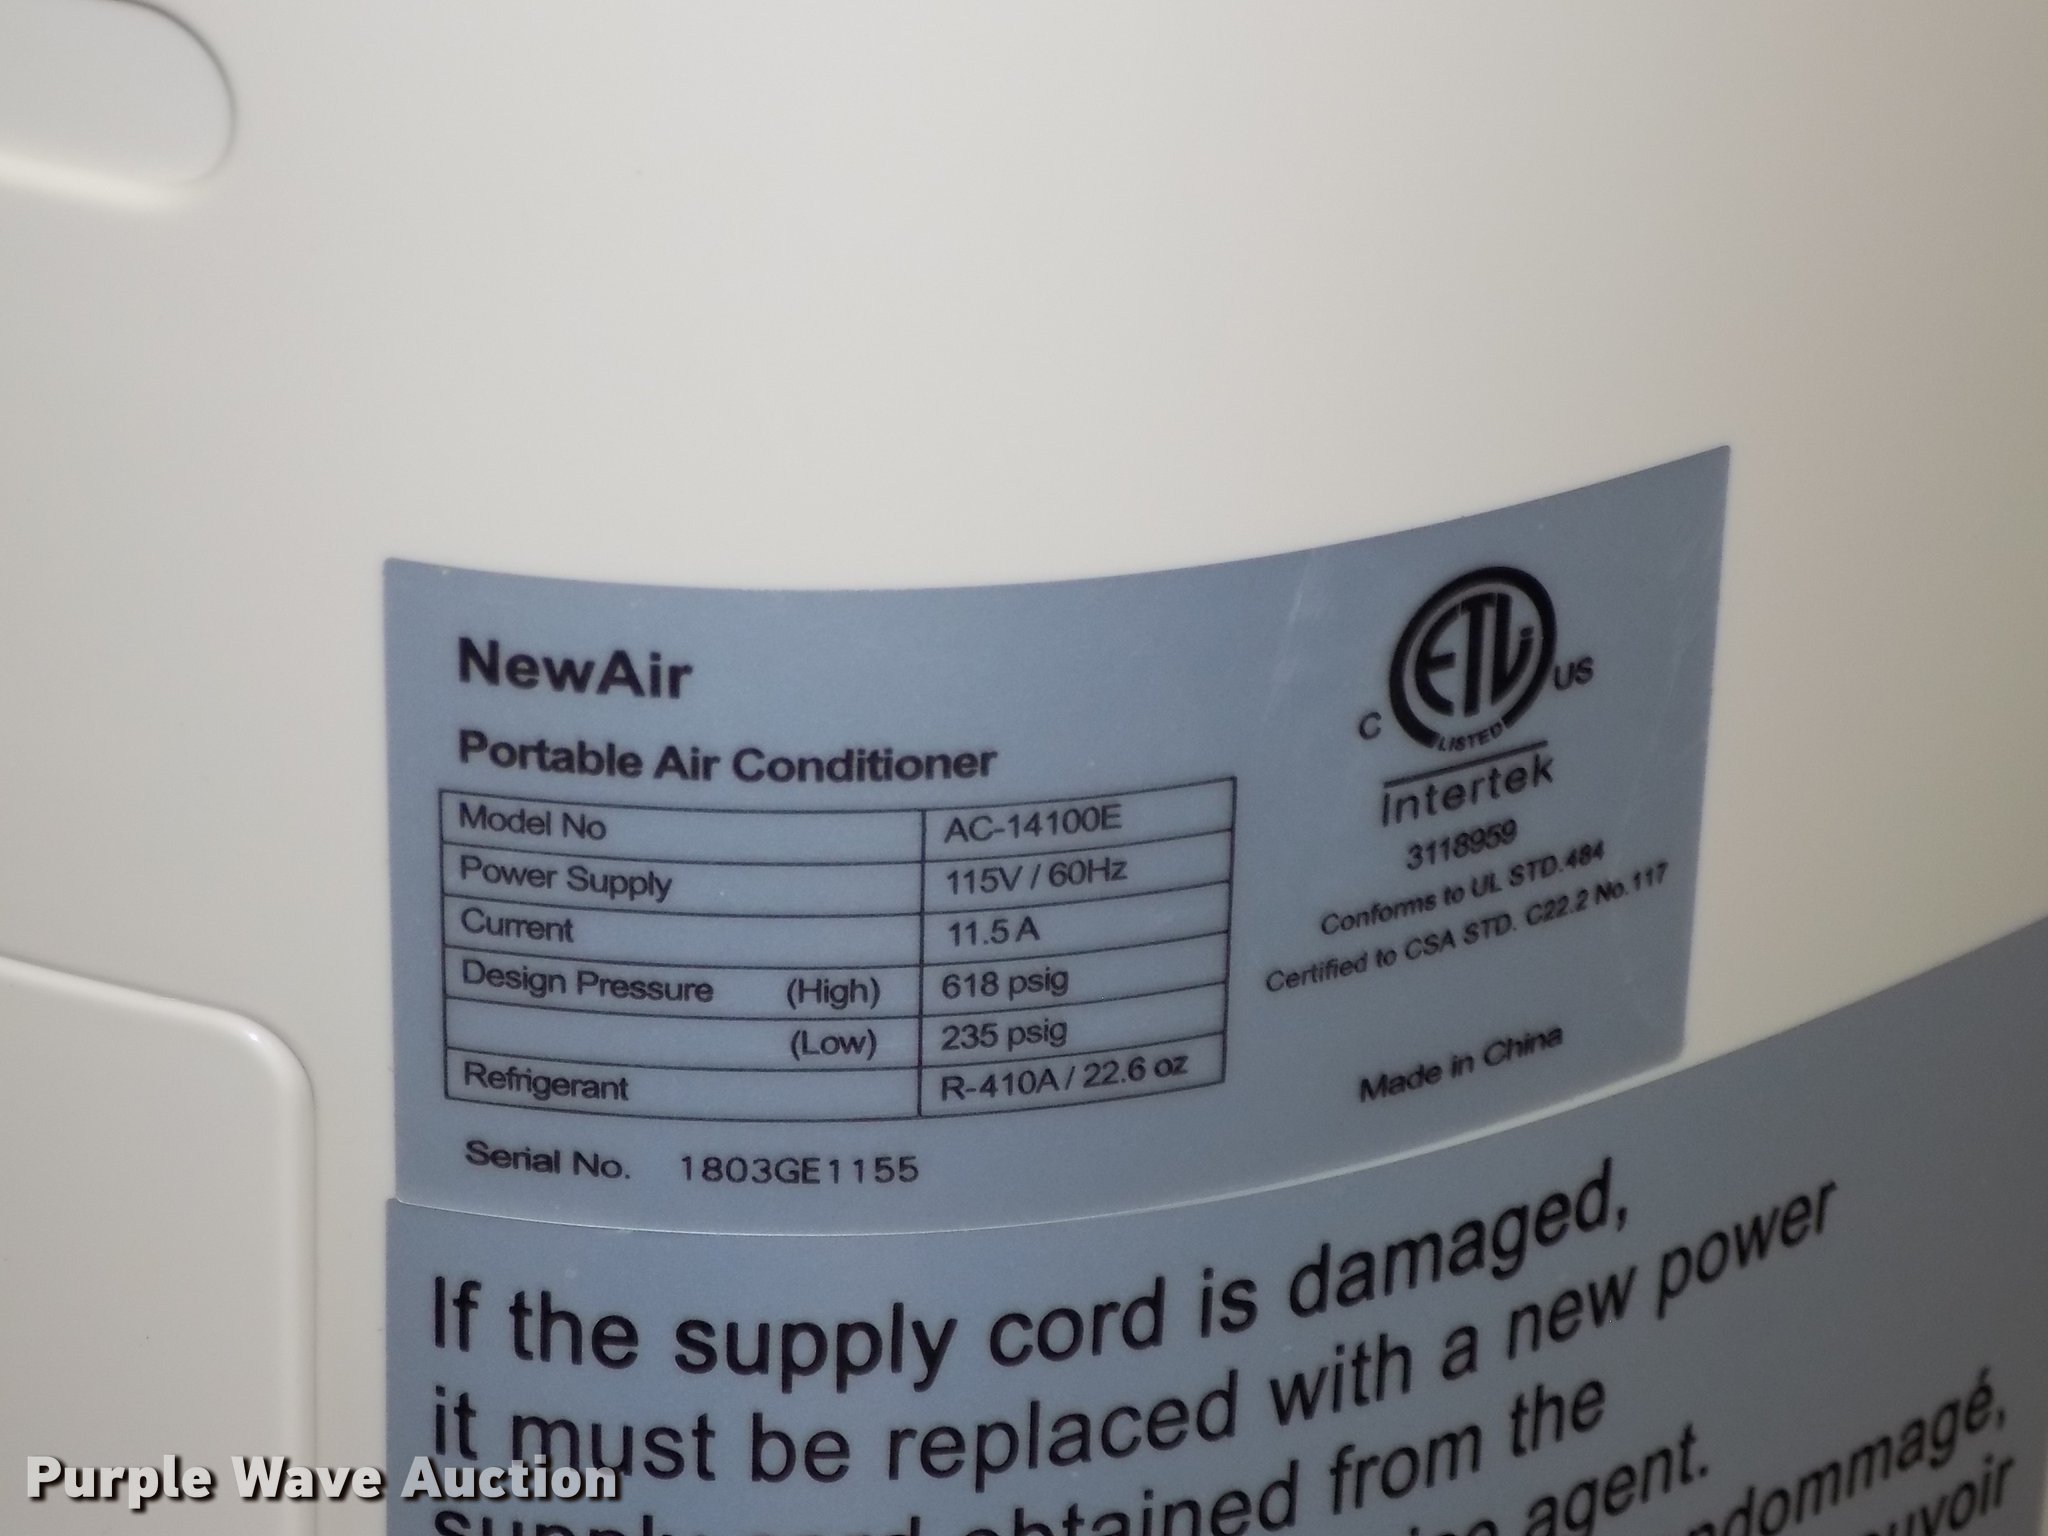 NewAir
Portable Air Conditioner
Model No AC-14100E
Power Supply 115V / 60Hz
Current 11.5 A
Design Pressure (High) 618 psig
(Low) 235 psig
Refrigerant R-410A / 22.6 oz
Serial No. 1803GE1155
C ETL US
LISTED
Intertek
3118959
Conforms to UL STD.484
Certified to CSA STD. C22.2 No.117
Made in China
If the supply cord is damaged,
it must be replaced with a new power
supply cord obtained from the
agent.
Purple Wave Auction